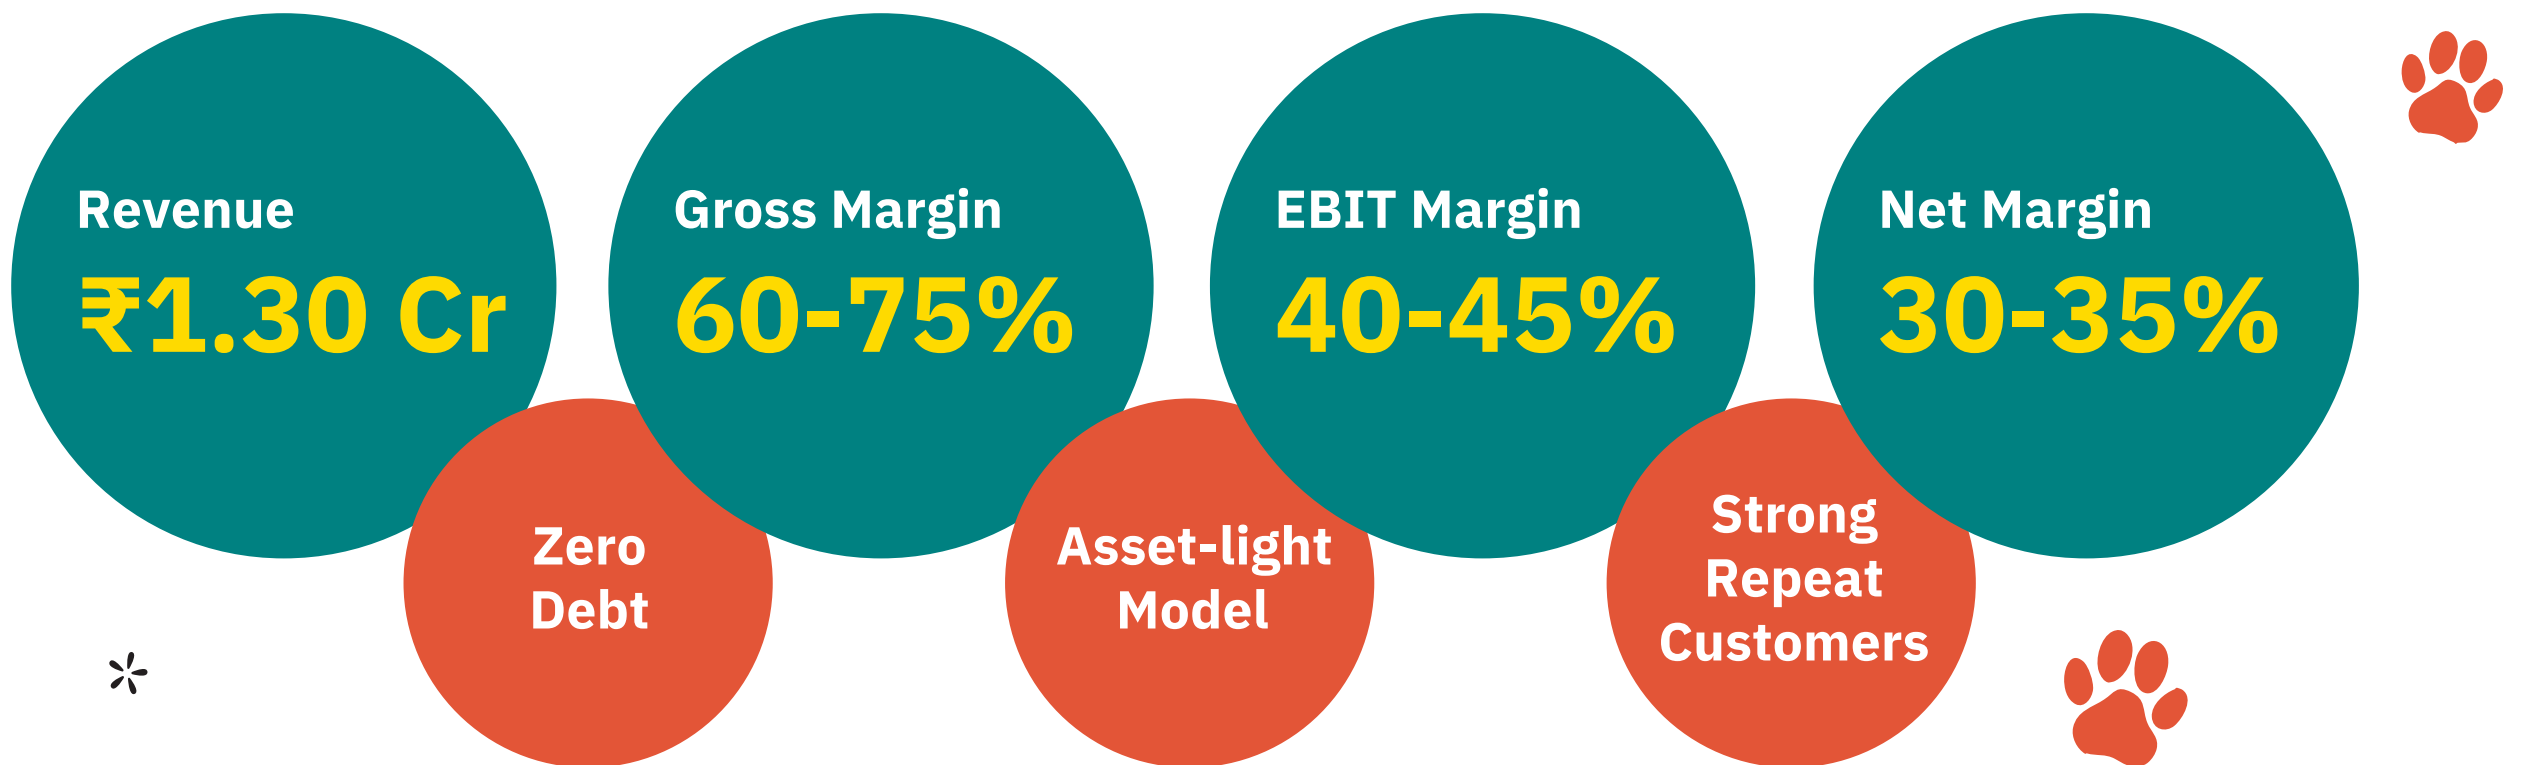 Revenue
₹1.30 Cr
Gross Margin
60-75%
EBIT Margin
40-45%
Net Margin
30-35%
Zero
Debt
Asset-light
Model
Strong
Repeat
Customers